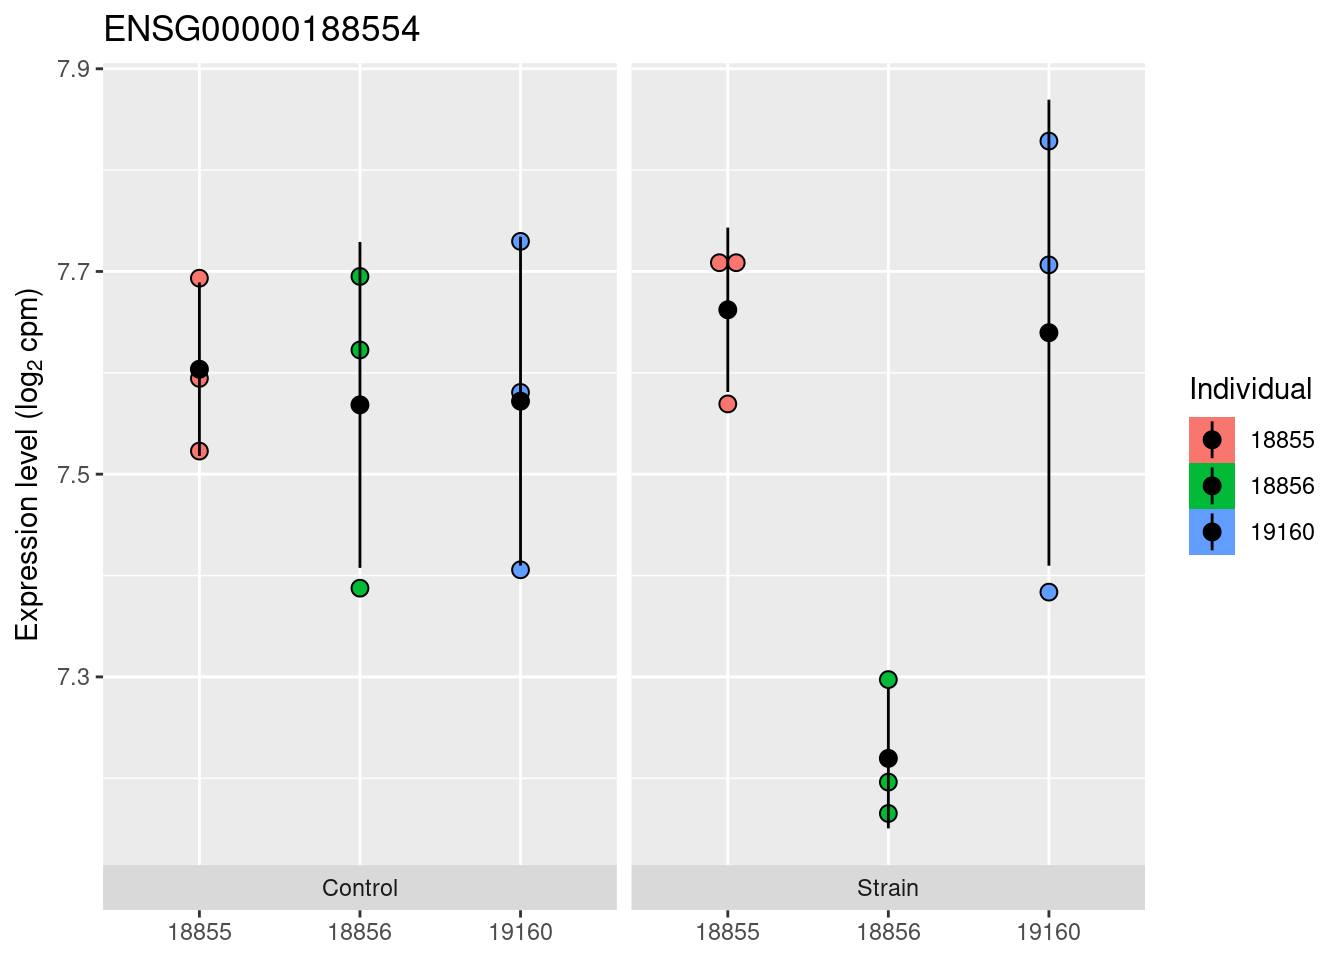 ENSG00000188554
Expression level (log2 cpm)
7.9
7.7
7.5
7.3
Control
Strain
18855
18856
19160
18855
18856
19160
Individual
18855
18856
19160